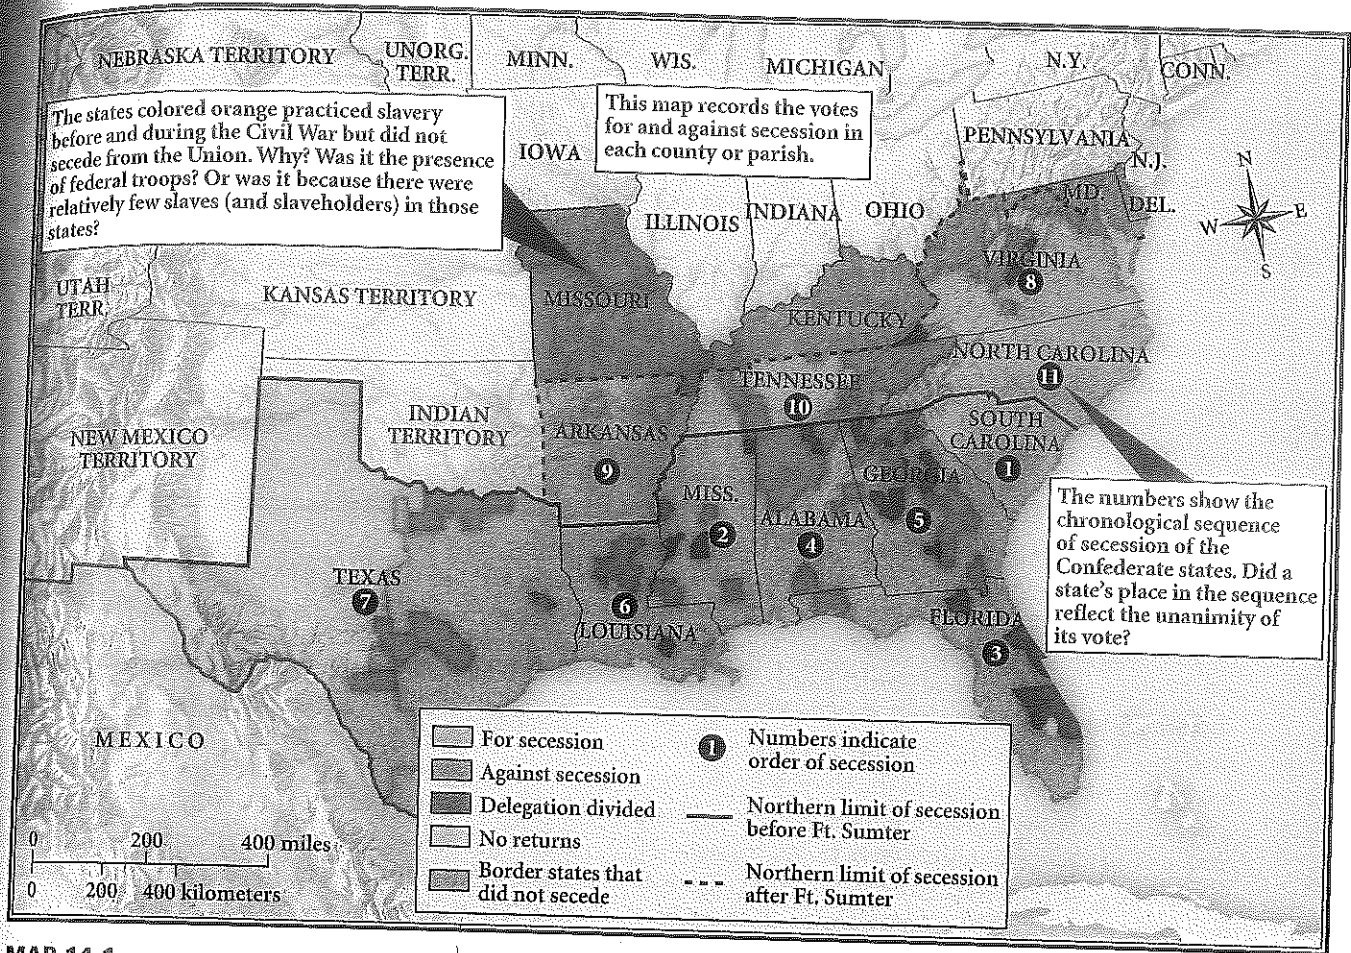 NEBRASKA TERRITORY
UNORG.
TERR.
MINN.
WIS.
MICHIGAN
N.Y.
CONN.
The states colored orange practiced slavery
before and during the Civil War but did not
secede from the Union. Why? Was it the presence
of federal troops? Or was it because there were
relatively few slaves (and slaveholders) in those
states?
This map records the votes
for and against secession in
each county or parish.
IOWA
PENNSYLVANIA
N.J.
MD.
DEL.
ILLINOIS
INDIANA
OHIO
N
W
E
S
UTAH
TERR.
KANSAS TERRITORY
MISSOURI
KENTUCKY
VIRGINIA
8
NORTH CAROLINA
11
TENNESSEE
10
INDIAN
TERRITORY
ARKANSAS
9
NEW MEXICO
TERRITORY
SOUTH
CAROLINA
1
MISS.
2
ALABAMA
4
GEORGIA
5
The numbers show the
chronological sequence
of secession of the
Confederate states. Did a
state's place in the sequence
reflect the unanimity of
its vote?
TEXAS
7
6
LOUISIANA
FLORIDA
3
MEXICO
For secession
Against secession
Delegation divided
No returns
Border states that
did not secede
1
Numbers indicate
order of secession
Northern limit of secession
before Ft. Sumter
Northern limit of secession
after Ft. Sumter
0 200 400 miles
0 200 400 kilometers